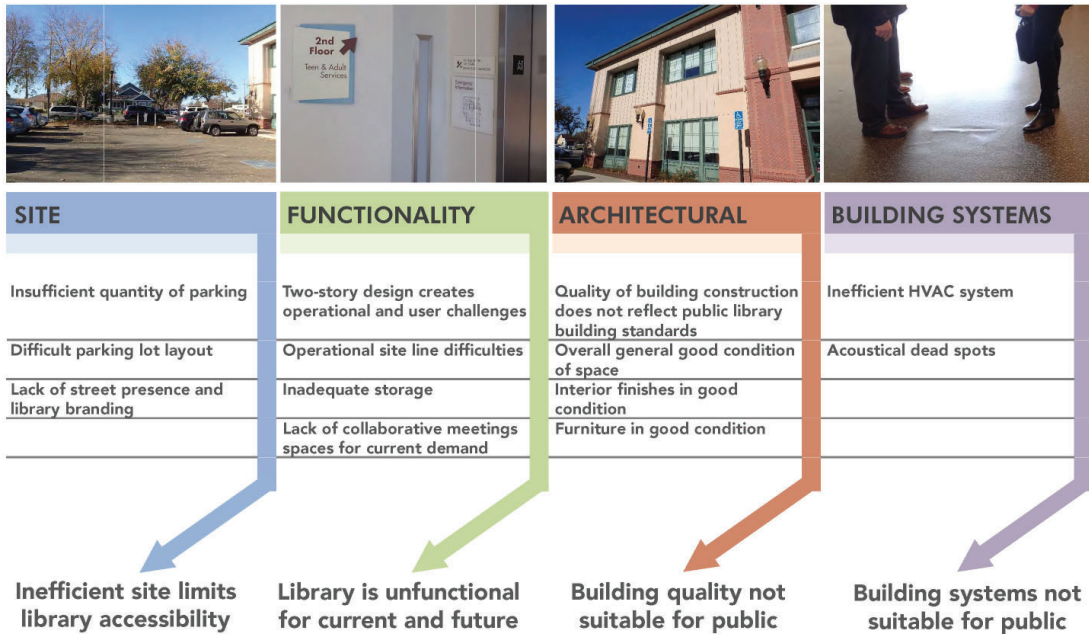 2nd
Floor
Teen & Adult
Services
SITE
Insufficient quantity of parking
Difficult parking lot layout
Lack of street presence and
library branding
Inefficient site limits
library accessibility
FUNCTIONALITY
Two-story design creates
operational and user challenges
Operational site line difficulties
Inadequate storage
Lack of collaborative meetings
spaces for current demand
Library is unfunctional
for current and future
ARCHITECTURAL
Quality of building construction
does not reflect public library
building standards
Overall general good condition
of space
Interior finishes in good
condition
Furniture in good condition
Building quality not
suitable for public
BUILDING SYSTEMS
Inefficient HVAC system
Acoustical dead spots
Building systems not
suitable for public